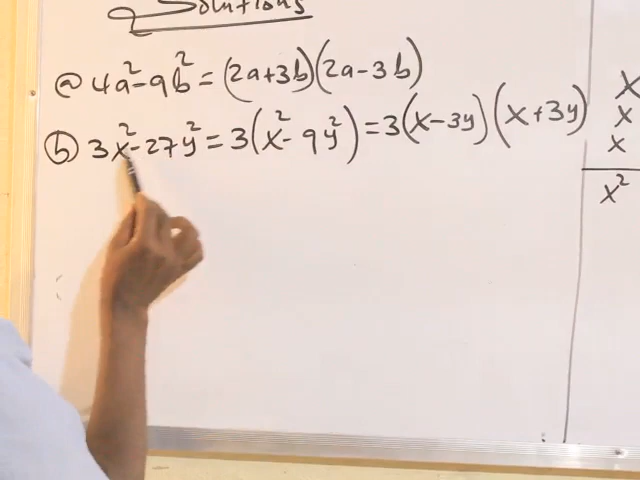 Solutions
ⓐ 4a² - 9b² = (2a+3b)(2a-3b)
ⓑ 3x² - 27y² = 3(x² - 9y²) = 3(x-3y)(x+3y)
x
x
x
x²